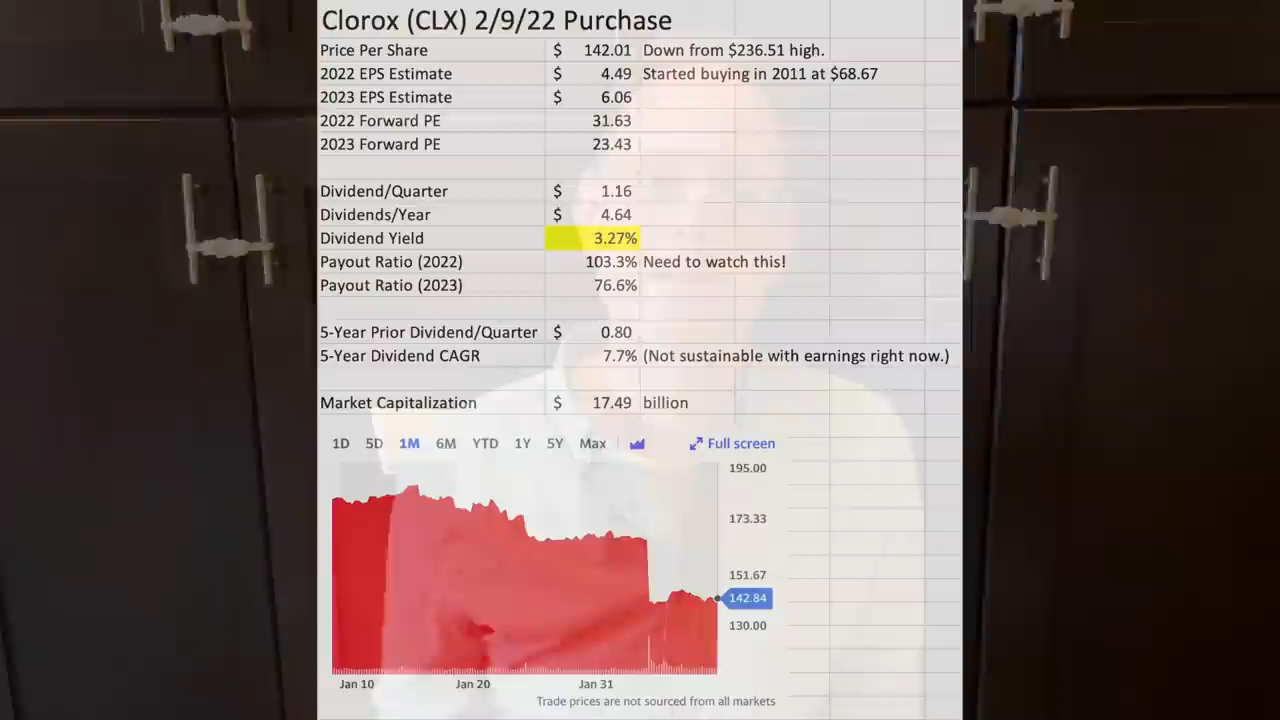 Clorox (CLX) 2/9/22 Purchase
Price Per Share $ 142.01 Down from $236.51 high.
2022 EPS Estimate $ 4.49 Started buying in 2011 at $68.67
2023 EPS Estimate $ 6.06
2022 Forward PE 31.63
2023 Forward PE 23.43
Dividend/Quarter $ 1.16
Dividends/Year $ 4.64
Dividend Yield 3.27%
Payout Ratio (2022) 103.3% Need to watch this!
Payout Ratio (2023) 76.6%
5-Year Prior Dividend/Quarter $ 0.80
5-Year Dividend CAGR 7.7% (Not sustainable with earnings right now.)
Market Capitalization $ 17.49 billion
1D 5D 1M 6M YTD 1Y 5Y Max Full screen
195.00
173.33
151.67
142.84
130.00
Jan 10 Jan 20 Jan 31
Trade prices are not sourced from all markets